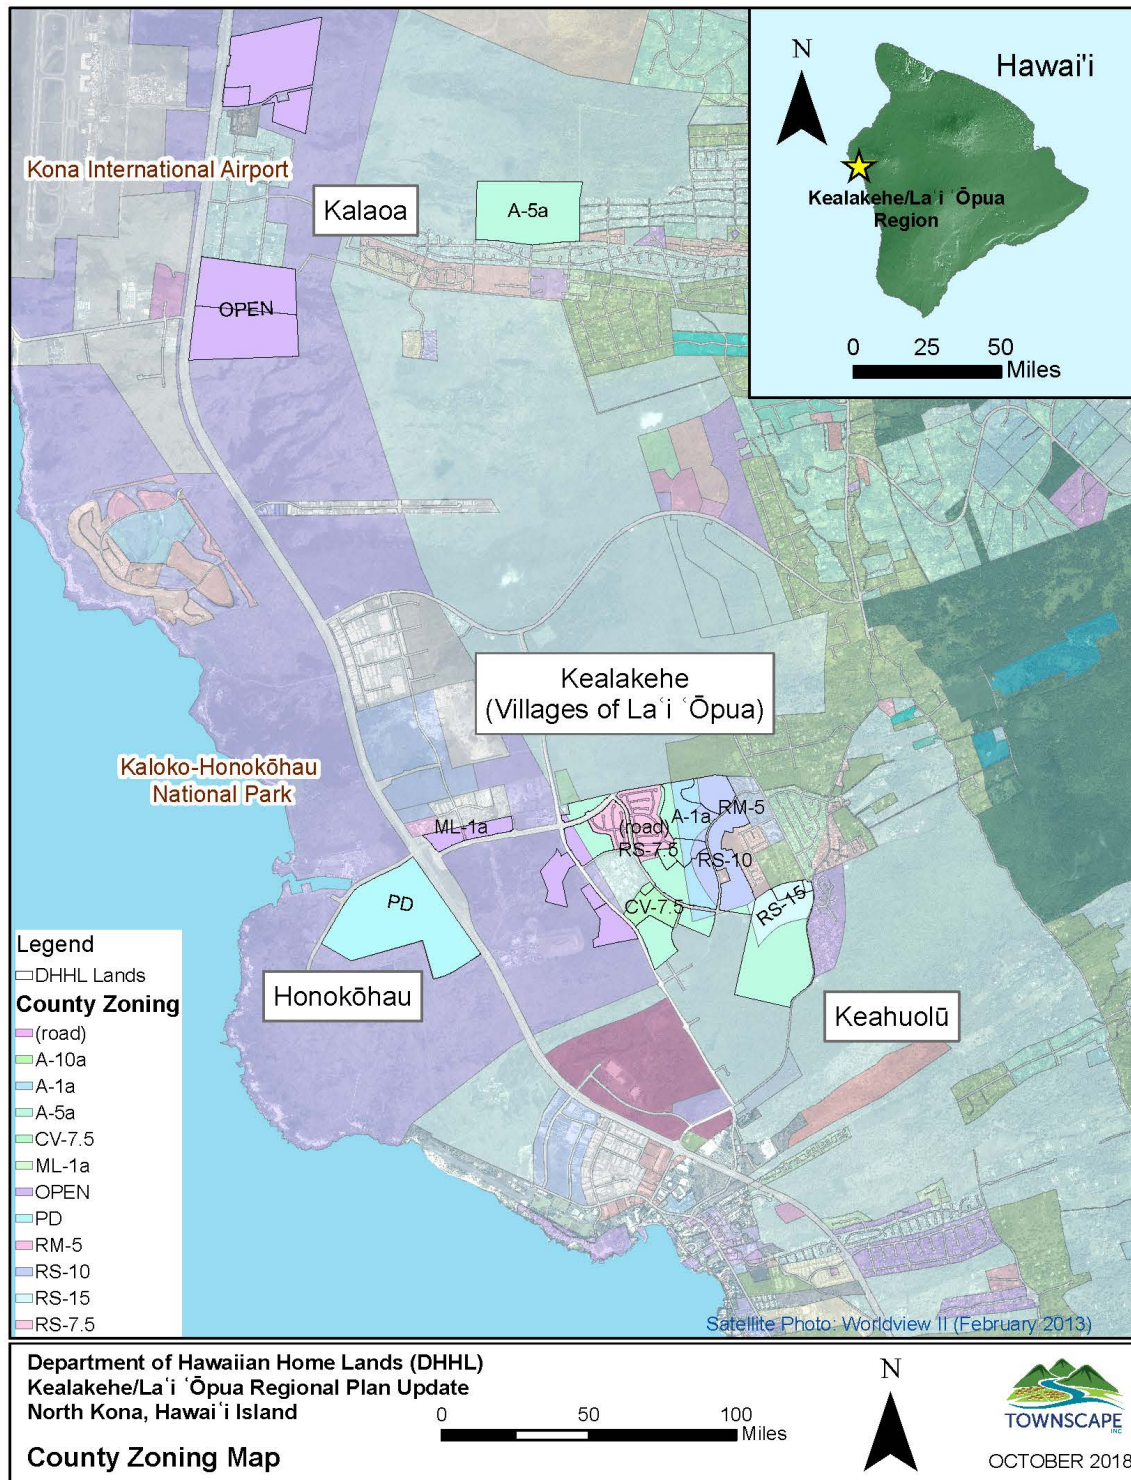 N
Hawai'i
Kealakehe/Laʻi ʻŌpua
Region
0 25 50
Miles
Kona International Airport
Kalaoa
A-5a
OPEN
Kealakehe
(Villages of Laʻi ʻŌpua)
Kaloko-Honokōhau
National Park
ML-1a
RM-5
A-1a
(road)
RS-7.5
RS-10
CV-7.5
RS-15
PD
Honokōhau
Keahuolū
Legend
DHHL Lands
County Zoning
(road)
A-10a
A-1a
A-5a
CV-7.5
ML-1a
OPEN
PD
RM-5
RS-10
RS-15
RS-7.5
Satellite Photo: Worldview II (February 2013)
Department of Hawaiian Home Lands (DHHL)
Kealakehe/Laʻi ʻŌpua Regional Plan Update
North Kona, Hawaiʻi Island
County Zoning Map
0 50 100
Miles
N
TOWNSCAPE
INC
OCTOBER 2018